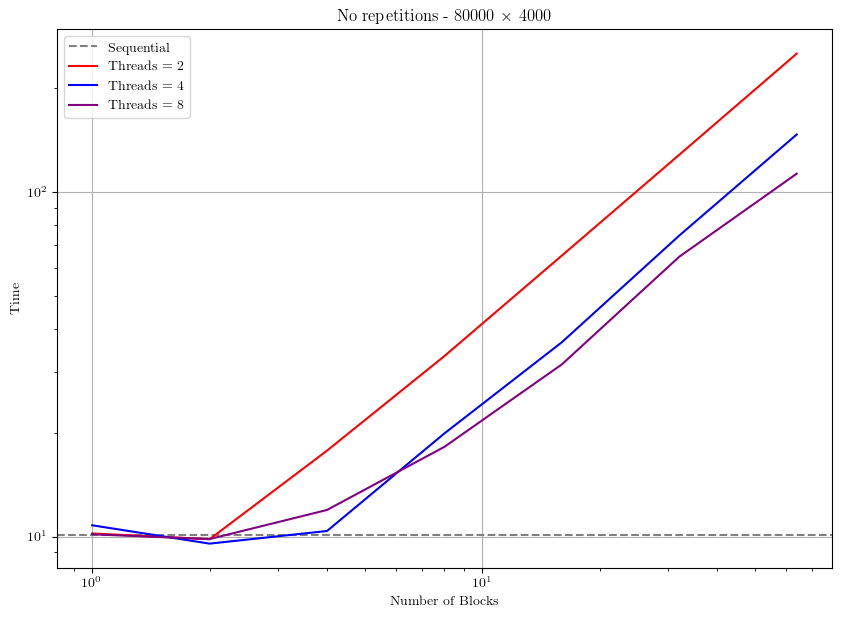 No repetitions - 80000 × 4000
Sequential
Threads = 2
Threads = 4
Threads = 8
Time
10²
10¹
10⁰
10¹
Number of Blocks